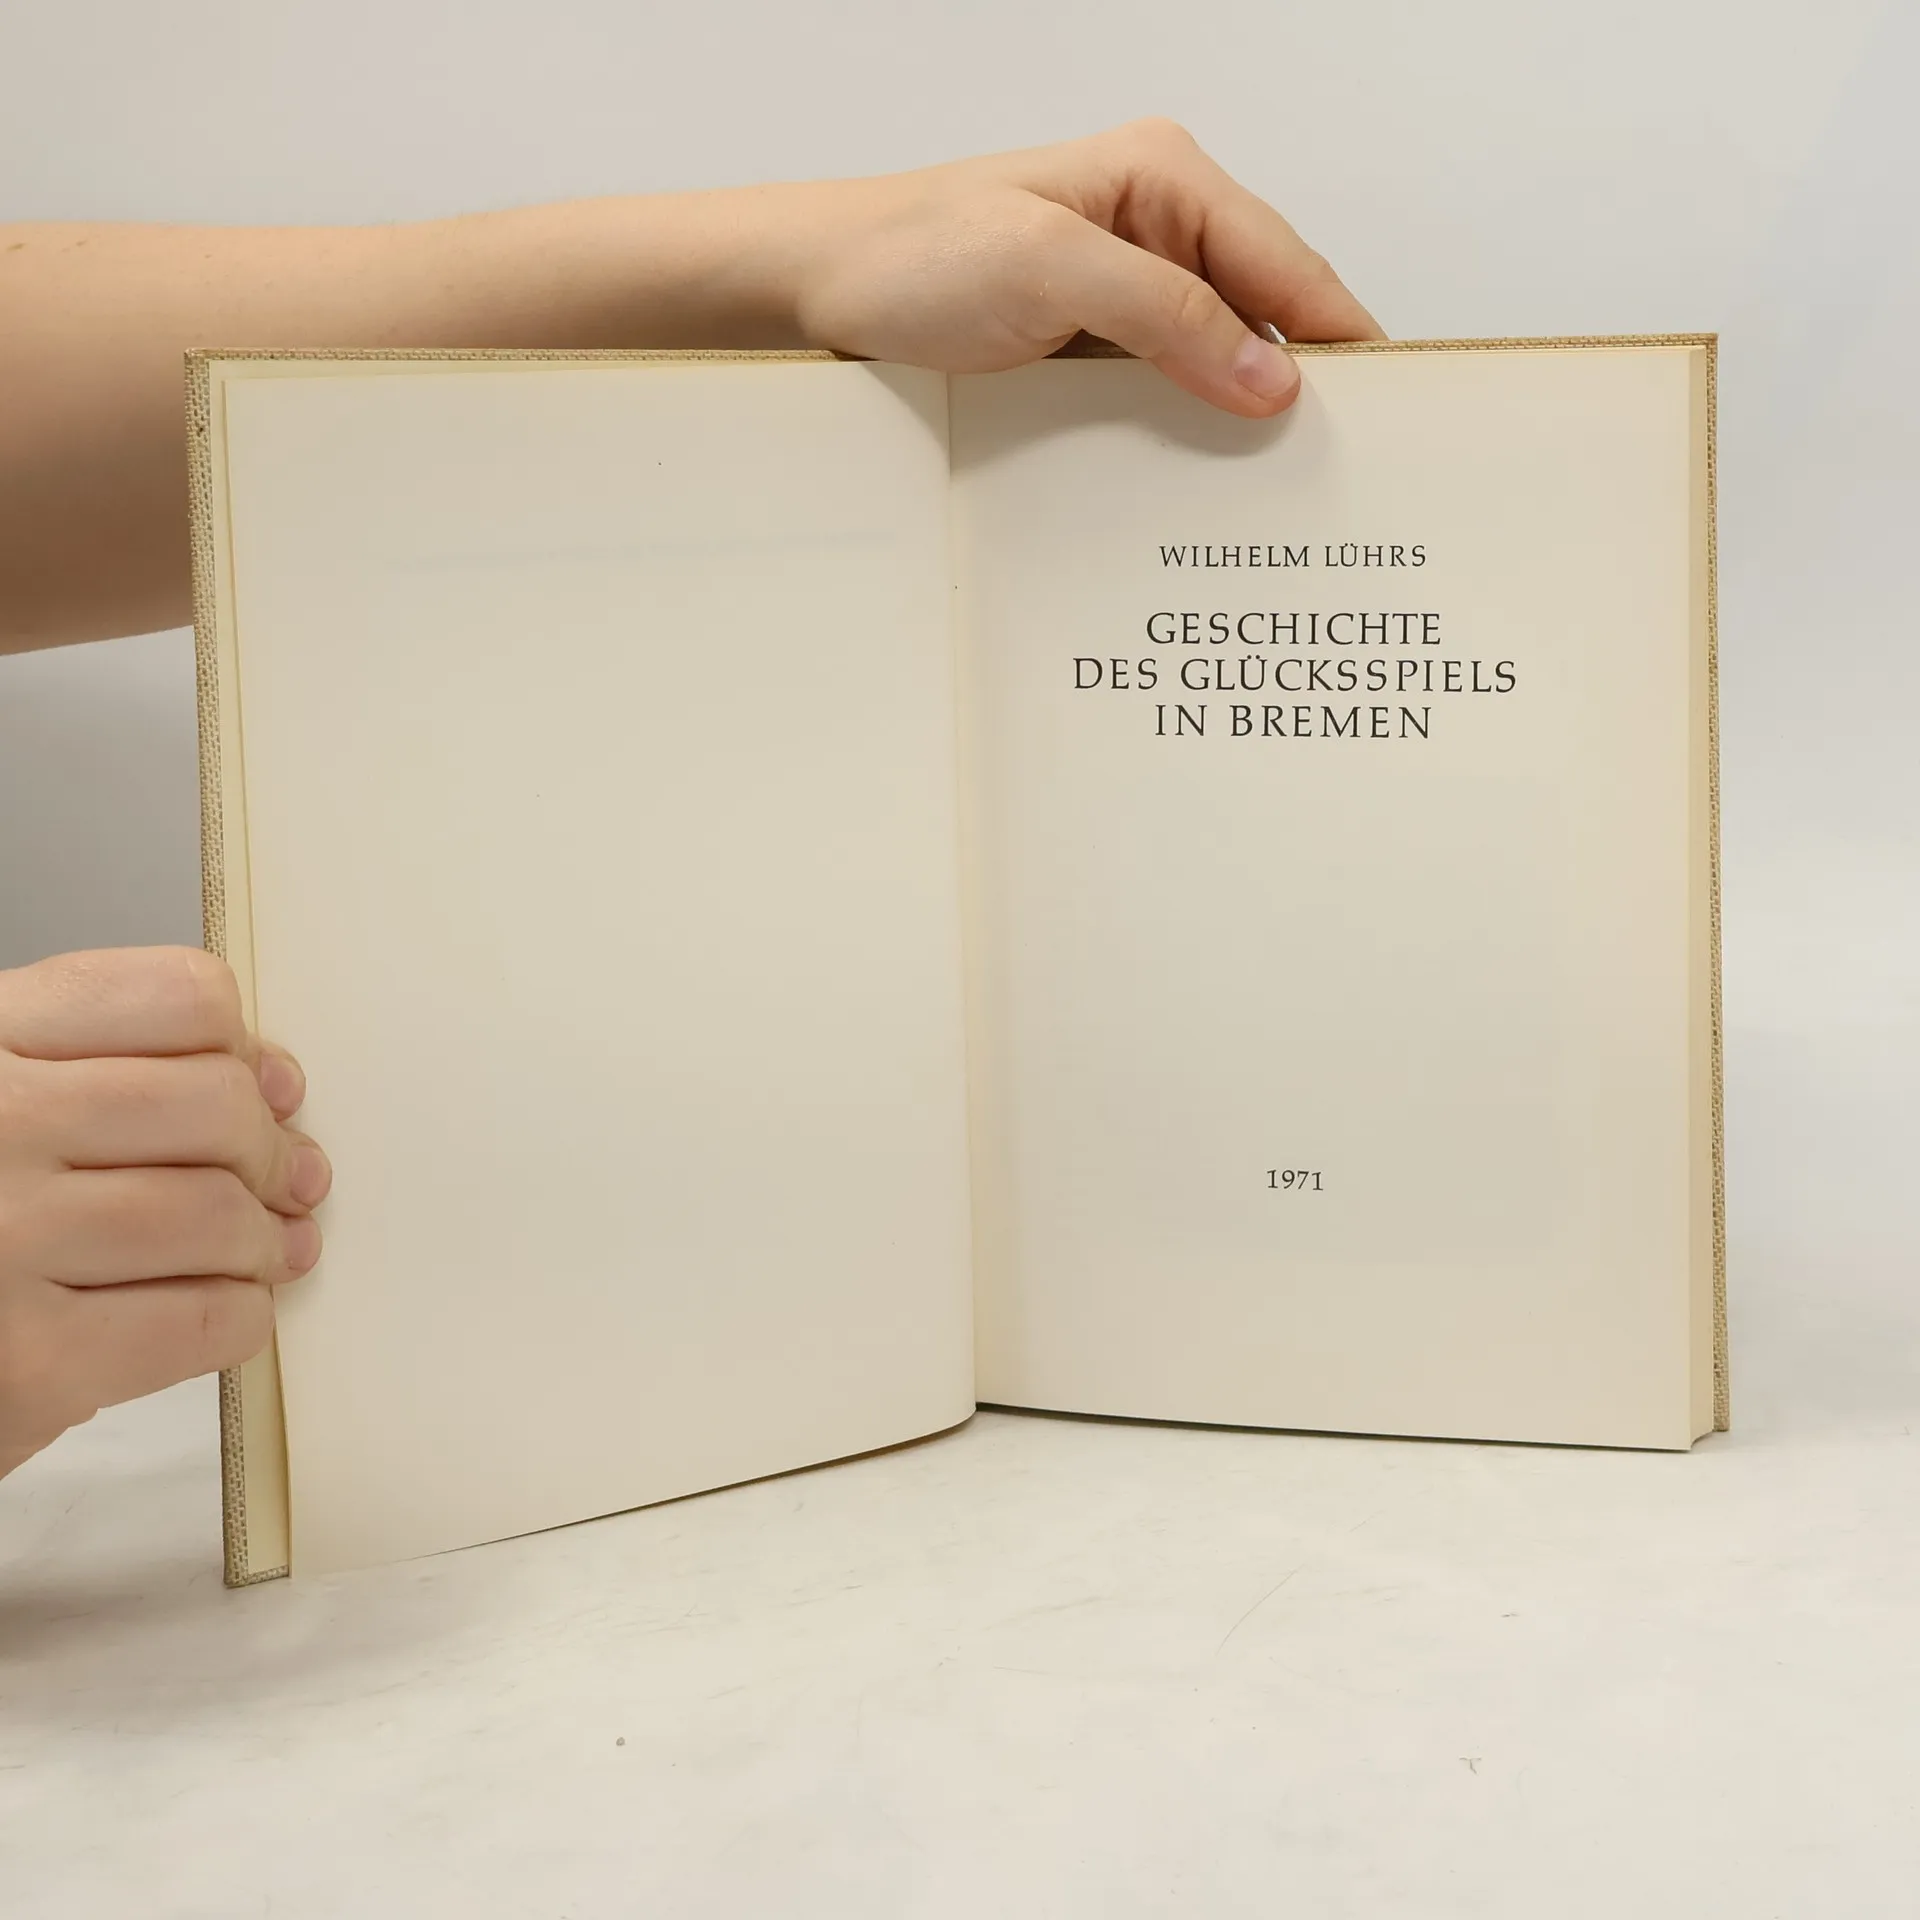 WILHELM LÜHRS
GESCHICHTE
DES GLÜCKSSPIELS
IN BREMEN
1971